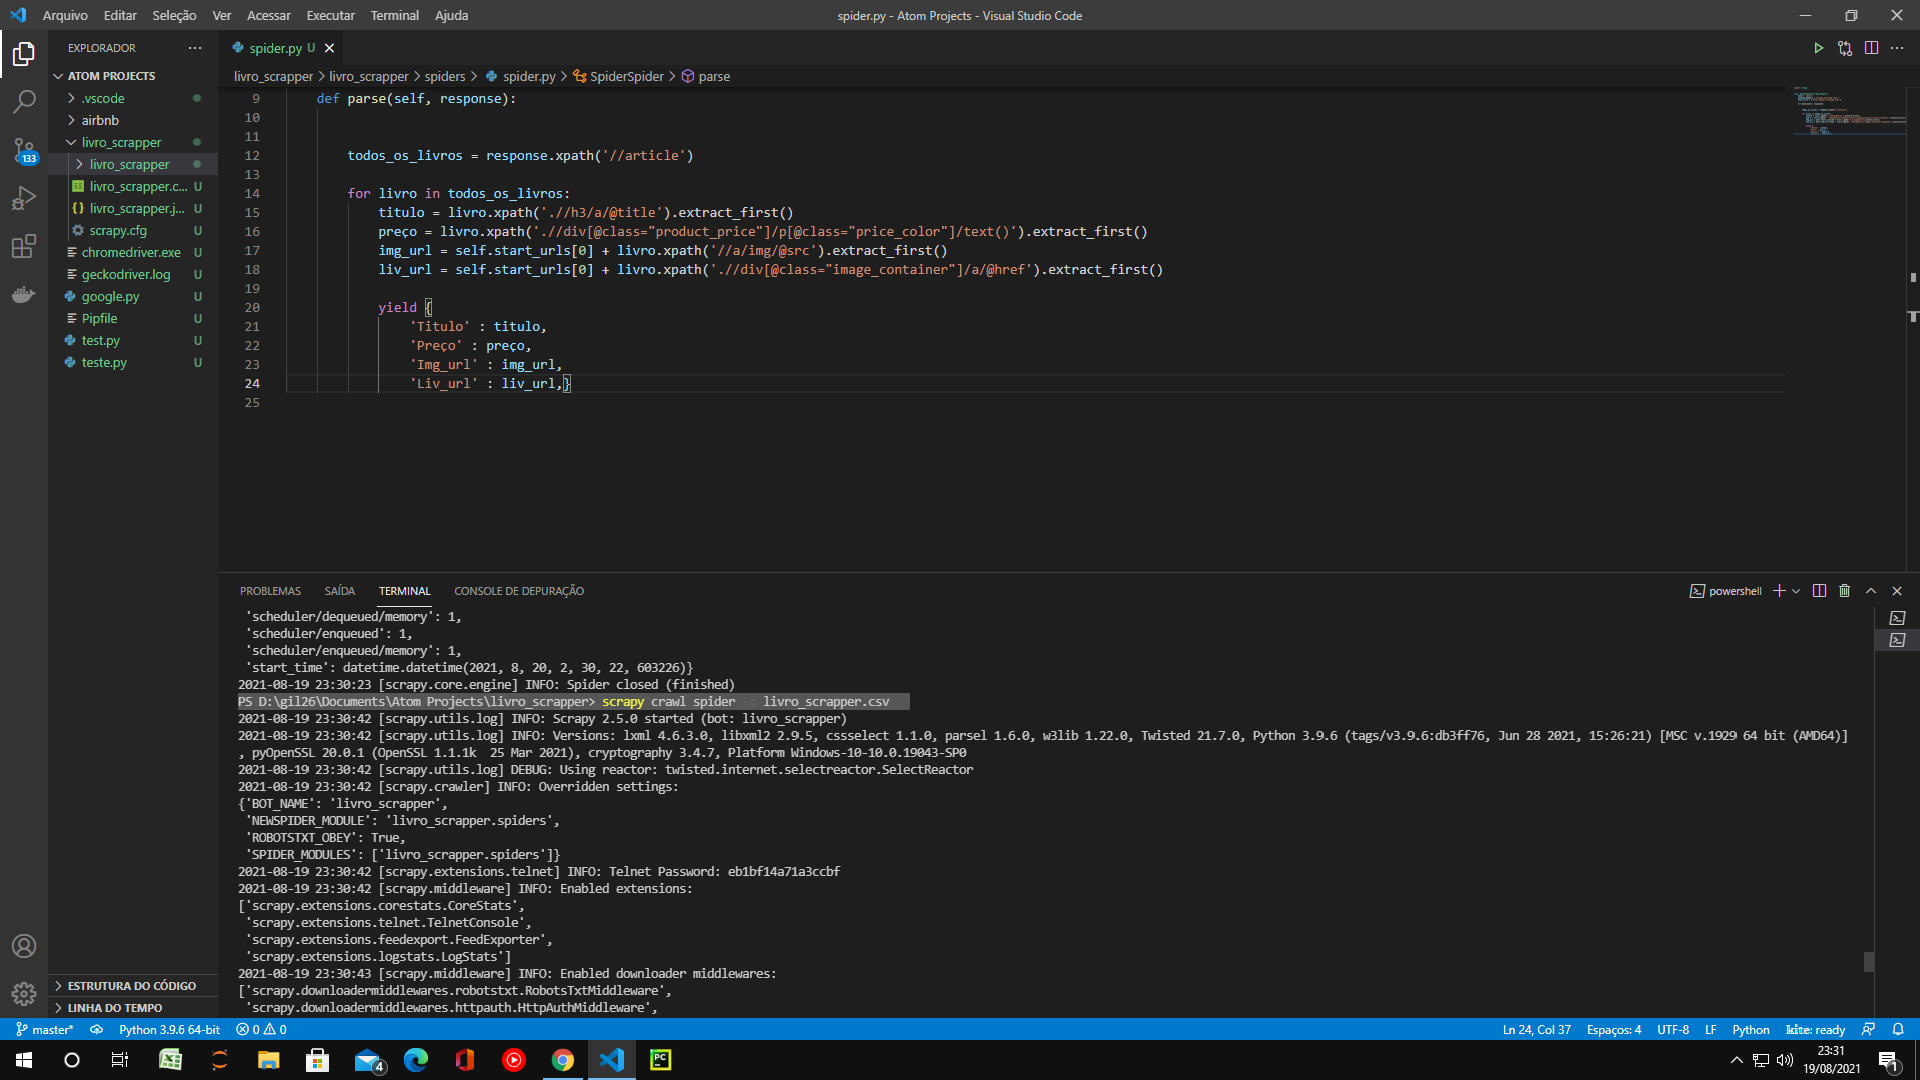 Arquivo Editar Seleção Ver Acessar Executar Terminal Ajuda
spider.py - Atom Projects - Visual Studio Code
EXPLORADOR
ATOM PROJECTS
.vscode
airbnb
livro_scrapper
livro_scrapper
livro_scrapper.c... U
livro_scrapper.j... U
scrapy.cfg U
chromedriver.exe U
geckodriver.log U
google.py U
Pipfile U
test.py U
teste.py U
133
ESTRUTURA DO CÓDIGO
LINHA DO TEMPO
spider.py U
livro_scrapper > livro_scrapper > spiders > spider.py > SpiderSpider > parse
9 def parse(self, response):
10
11
12 todos_os_livros = response.xpath('//article')
13
14 for livro in todos_os_livros:
15 titulo = livro.xpath('.//h3/a/@title').extract_first()
16 preço = livro.xpath('.//div[@class="product_price"]/p[@class="price_color"]/text()').extract_first()
17 img_url = self.start_urls[0] + livro.xpath('//a/img/@src').extract_first()
18 liv_url = self.start_urls[0] + livro.xpath('.//div[@class="image_container"]/a/@href').extract_first()
19
20 yield {
21 'Titulo' : titulo,
22 'Preço' : preço,
23 'Img_url' : img_url,
24 'Liv_url' : liv_url,}
25
PROBLEMAS SAÍDA TERMINAL CONSOLE DE DEPURAÇÃO
powershell
'scheduler/dequeued/memory': 1,
'scheduler/enqueued': 1,
'scheduler/enqueued/memory': 1,
'start_time': datetime.datetime(2021, 8, 20, 2, 30, 22, 603226)}
2021-08-19 23:30:23 [scrapy.core.engine] INFO: Spider closed (finished)
PS D:\gil26\Documents\Atom Projects\livro_scrapper> scrapy crawl spider livro_scrapper.csv
2021-08-19 23:30:42 [scrapy.utils.log] INFO: Scrapy 2.5.0 started (bot: livro_scrapper)
2021-08-19 23:30:42 [scrapy.utils.log] INFO: Versions: lxml 4.6.3.0, libxml2 2.9.5, cssselect 1.1.0, parsel 1.6.0, w3lib 1.22.0, Twisted 21.7.0, Python 3.9.6 (tags/v3.9.6:db3ff76, Jun 28 2021, 15:26:21) [MSC v.1929 64 bit (AMD64)]
, pyOpenSSL 20.0.1 (OpenSSL 1.1.1k 25 Mar 2021), cryptography 3.4.7, Platform Windows-10-10.0.19043-SP0
2021-08-19 23:30:42 [scrapy.utils.log] DEBUG: Using reactor: twisted.internet.selectreactor.SelectReactor
2021-08-19 23:30:42 [scrapy.crawler] INFO: Overridden settings:
{'BOT_NAME': 'livro_scrapper',
'NEWSPIDER_MODULE': 'livro_scrapper.spiders',
'ROBOTSTXT_OBEY': True,
'SPIDER_MODULES': ['livro_scrapper.spiders']}
2021-08-19 23:30:42 [scrapy.extensions.telnet] INFO: Telnet Password: eb1bf14a71a3ccbf
2021-08-19 23:30:42 [scrapy.middleware] INFO: Enabled extensions:
['scrapy.extensions.corestats.CoreStats',
'scrapy.extensions.telnet.TelnetConsole',
'scrapy.extensions.feedexport.FeedExporter',
'scrapy.extensions.logstats.LogStats']
2021-08-19 23:30:43 [scrapy.middleware] INFO: Enabled downloader middlewares:
['scrapy.downloadermiddlewares.robotstxt.RobotsTxtMiddleware',
'scrapy.downloadermiddlewares.httpauth.HttpAuthMiddleware',
master* Python 3.9.6 64-bit 0 0
Ln 24, Col 37 Espaços: 4 UTF-8 LF Python kite: ready
4
PC
23:31
19/08/2021
1